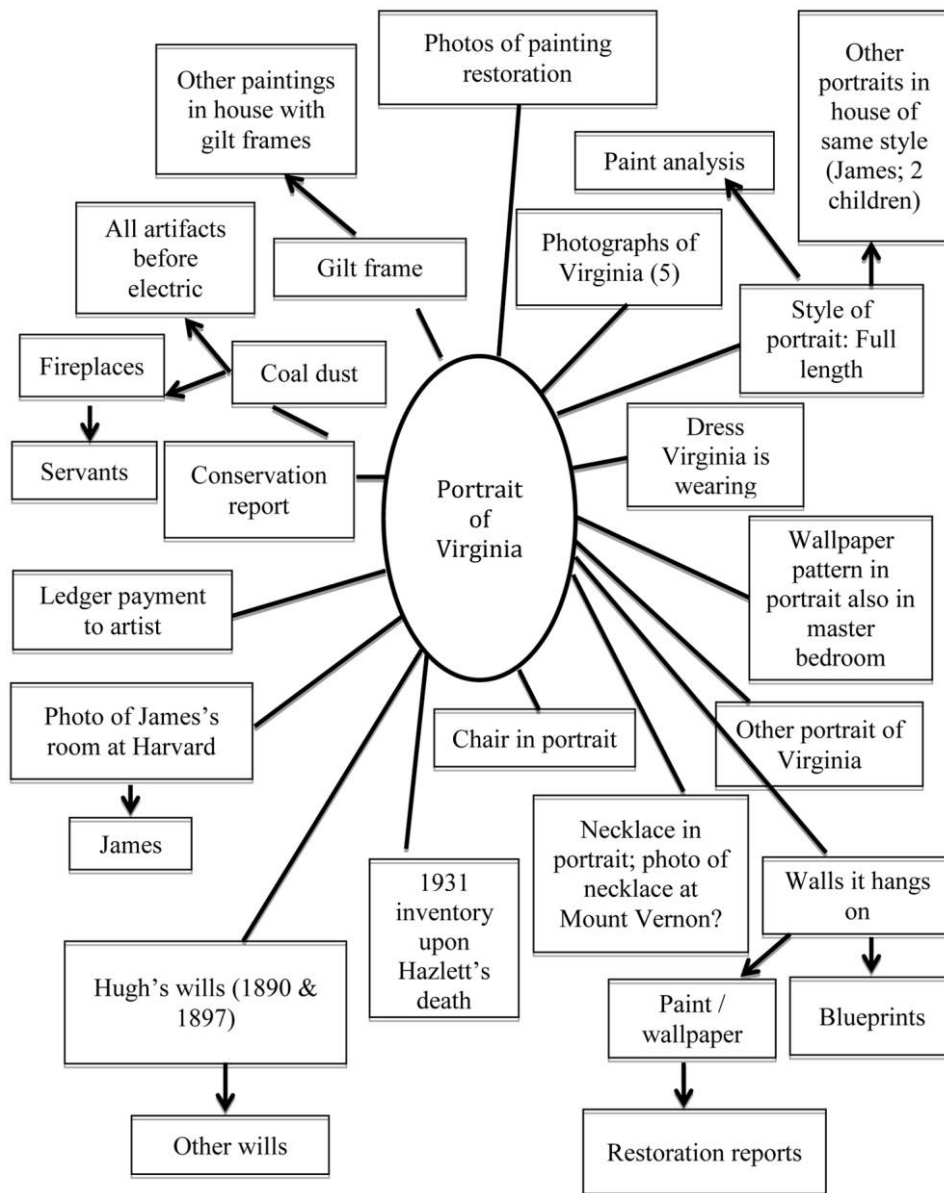 Photos of painting
restoration
Other paintings
in house with
gilt frames
Other
portraits in
house of
same style
(James; 2
children)
Paint analysis
All artifacts
before
electric
Gilt frame
Photographs of
Virginia (5)
Style of
portrait: Full
length
Fireplaces
Coal dust
Servants
Conservation
report
Dress
Virginia is
wearing
Portrait
of
Virginia
Wallpaper
pattern in
portrait also in
master
bedroom
Ledger payment
to artist
Photo of James’s
room at Harvard
Chair in portrait
Other portrait of
Virginia
James
Necklace in
portrait; photo of
necklace at
Mount Vernon?
Walls it hangs
on
1931
inventory
upon
Hazlett’s
death
Hugh’s wills (1890 &
1897)
Paint /
wallpaper
Blueprints
Other wills
Restoration reports